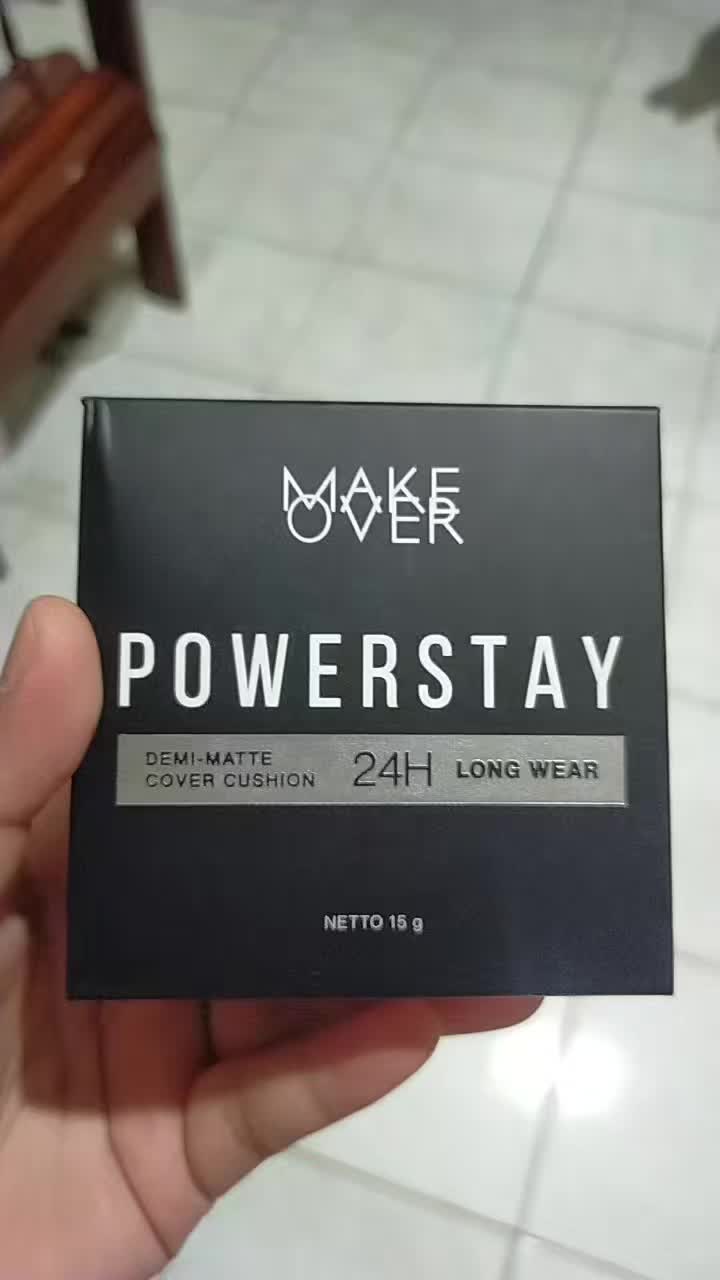 MAKE
OVER
POWERSTAY
DEMI-MATTE
COVER CUSHION
24H LONG WEAR
NETTO 15 g